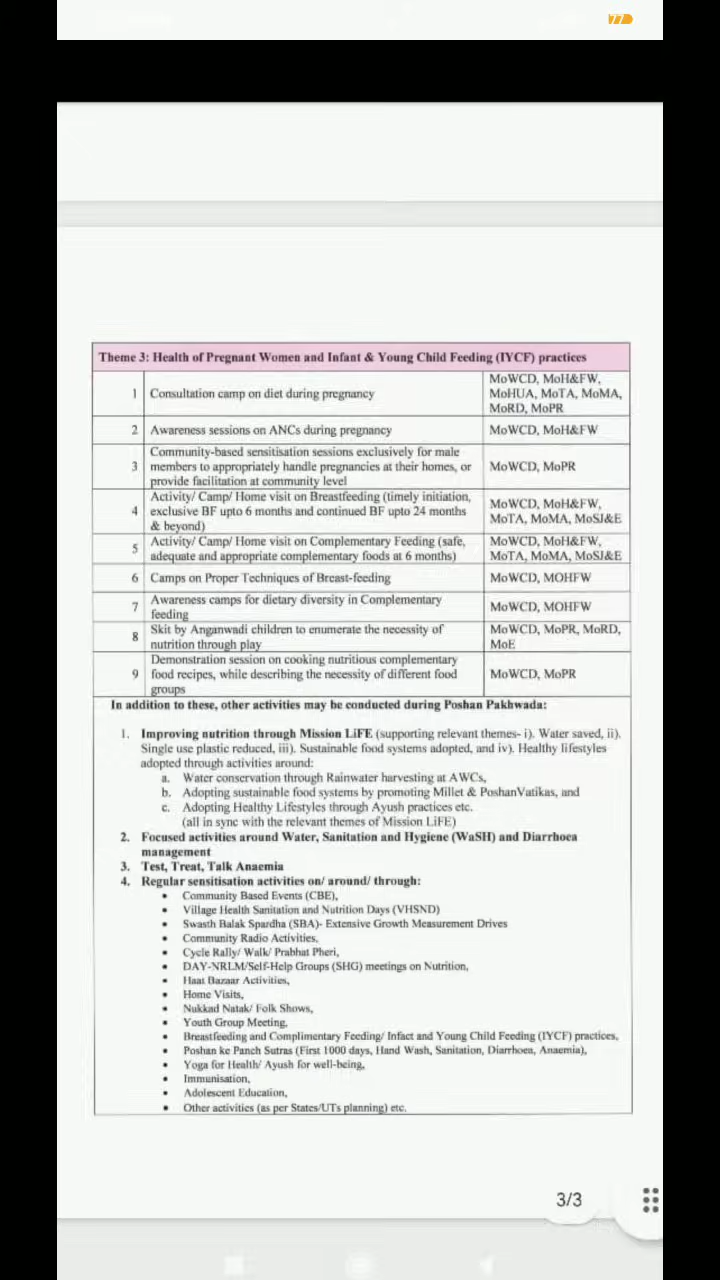 77
Theme 3: Health of Pregnant Women and Infant & Young Child Feeding (IYCF) practices
1 Consultation camp on diet during pregnancy
MoWCD, MoH&FW,
MoHUA, MoTA, MoMA,
MoRD, MoPR
2 Awareness sessions on ANCs during pregnancy
MoWCD, MoH&FW
3 Community-based sensitisation sessions exclusively for male
members to appropriately handle pregnancies at their homes, or
provide facilitation at community level
MoWCD, MoPR
4 Activity/ Camp/ Home visit on Breastfeeding (timely initiation,
exclusive BF upto 6 months and continued BF upto 24 months
& beyond)
MoWCD, MoH&FW,
MoTA, MoMA, MoSJ&E
5 Activity/ Camp/ Home visit on Complementary Feeding (safe,
adequate and appropriate complementary foods at 6 months)
MoWCD, MoH&FW,
MoTA, MoMA, MoSJ&E
6 Camps on Proper Techniques of Breast-feeding
MoWCD, MOHFW
7 Awareness camps for dietary diversity in Complementary
feeding
MoWCD, MOHFW
8 Skit by Anganwadi children to enumerate the necessity of
nutrition through play
MoWCD, MoPR, MoRD,
MoE
9 Demonstration session on cooking nutritious complementary
food recipes, while describing the necessity of different food
groups
MoWCD, MoPR
In addition to these, other activities may be conducted during Poshan Pakhwada:
1. Improving nutrition through Mission LiFE (supporting relevant themes- i). Water saved, ii).
Single use plastic reduced, iii). Sustainable food systems adopted, and iv). Healthy lifestyles
adopted through activities around:
a. Water conservation through Rainwater harvesting at AWCs,
b. Adopting sustainable food systems by promoting Millet & PoshanVatikas, and
c. Adopting Healthy Lifestyles through Ayush practices etc.
(all in sync with the relevant themes of Mission LiFE)
2. Focused activities around Water, Sanitation and Hygiene (WaSH) and Diarrhoea
management
3. Test, Treat, Talk Anaemia
4. Regular sensitisation activities on/ around/ through:
• Community Based Events (CBE),
• Village Health Sanitation and Nutrition Days (VHSND)
• Swasth Balak Spardha (SBA)- Extensive Growth Measurement Drives
• Community Radio Activities,
• Cycle Rally/ Walk/ Prabhat Pheri,
• DAY-NRLM/Self-Help Groups (SHG) meetings on Nutrition,
• Haat Bazaar Activities,
• Home Visits,
• Nukkad Natak/ Folk Shows,
• Youth Group Meeting,
• Breastfeeding and Complimentary Feeding/ Infact and Young Child Feeding (IYCF) practices,
• Poshan ke Panch Sutras (First 1000 days, Hand Wash, Sanitation, Diarrhoea, Anaemia),
• Yoga for Health/ Ayush for well-being,
• Immunisation,
• Adolescent Education,
• Other activities (as per States/UTs planning) etc.
3/3